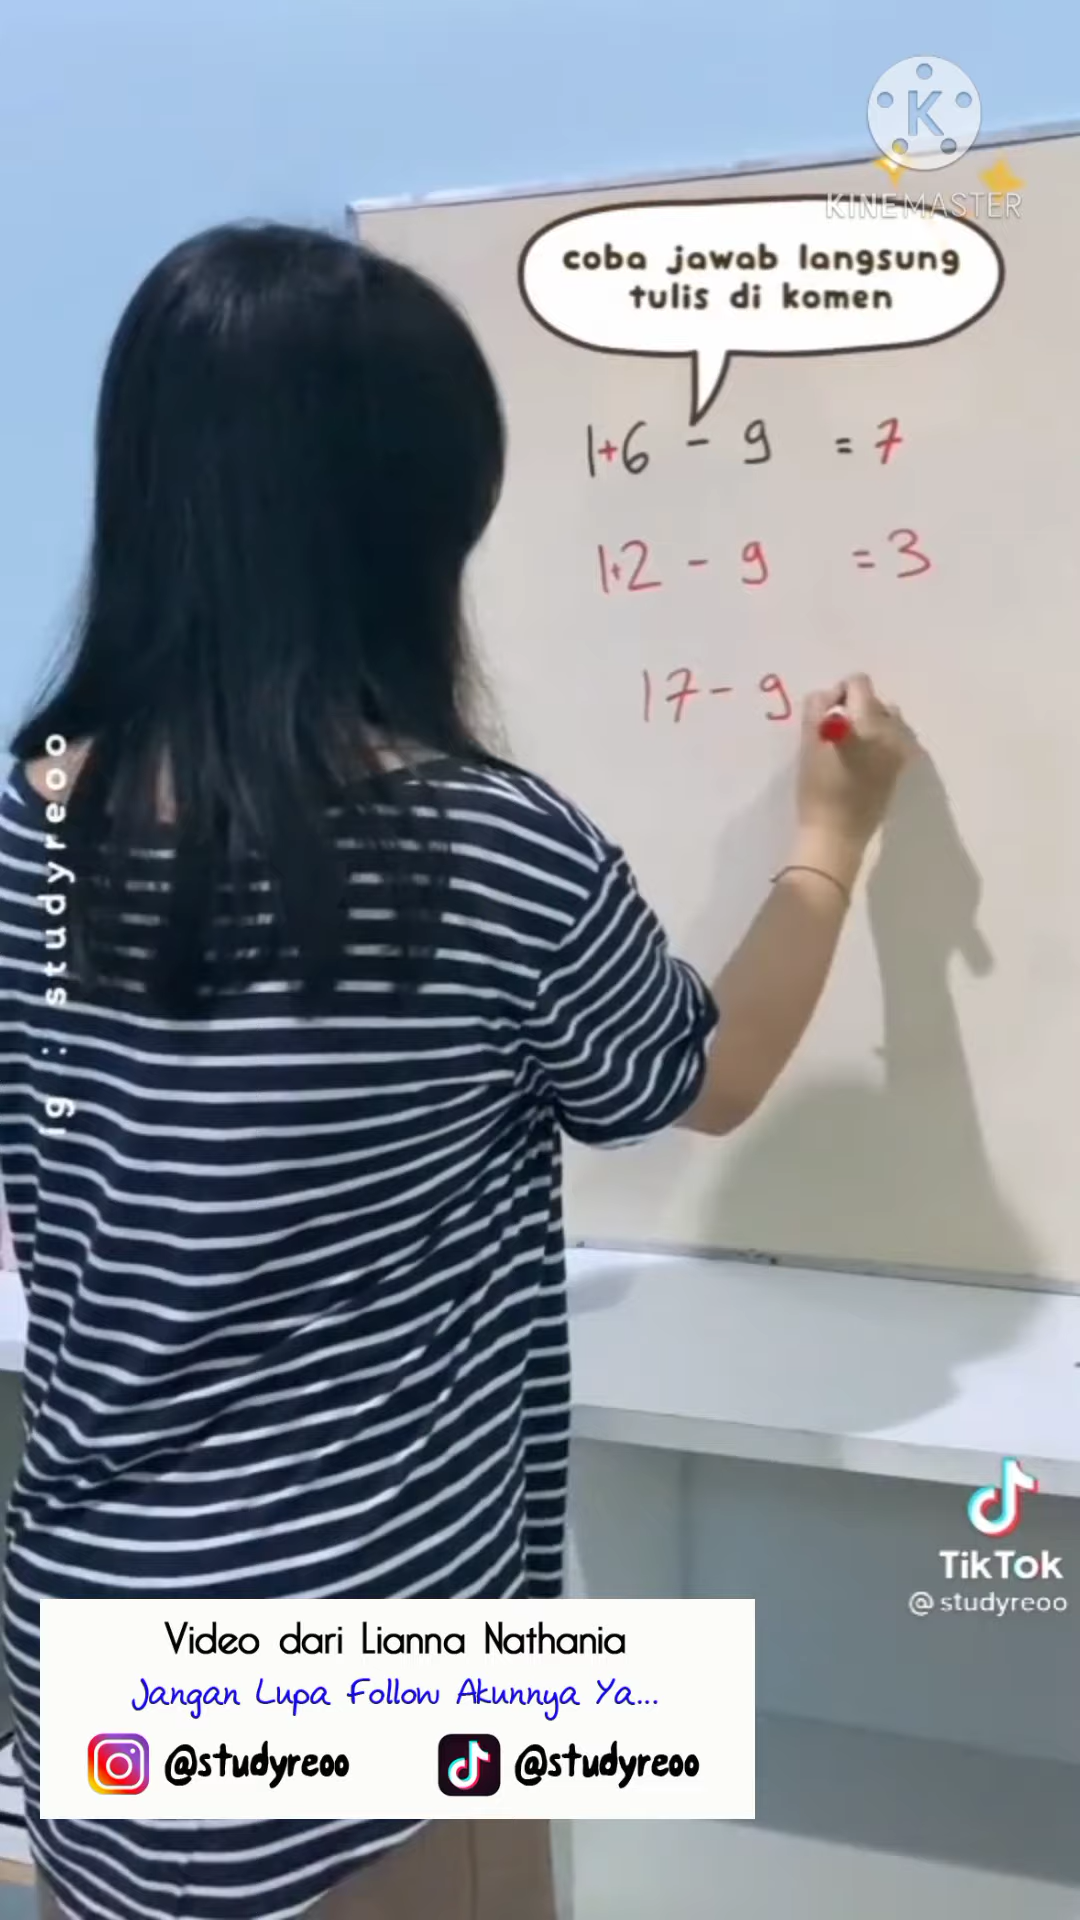 K
KINEMASTER
coba jawab langsung
tulis di komen
1+6 - 9 = 7
1+2 - 9 = 3
17 - 9
ig : studyreoo
TikTok
@studyreoo
Video dari Lianna Nathania
Jangan Lupa Follow Akunnya Ya...
@studyreoo @studyreoo